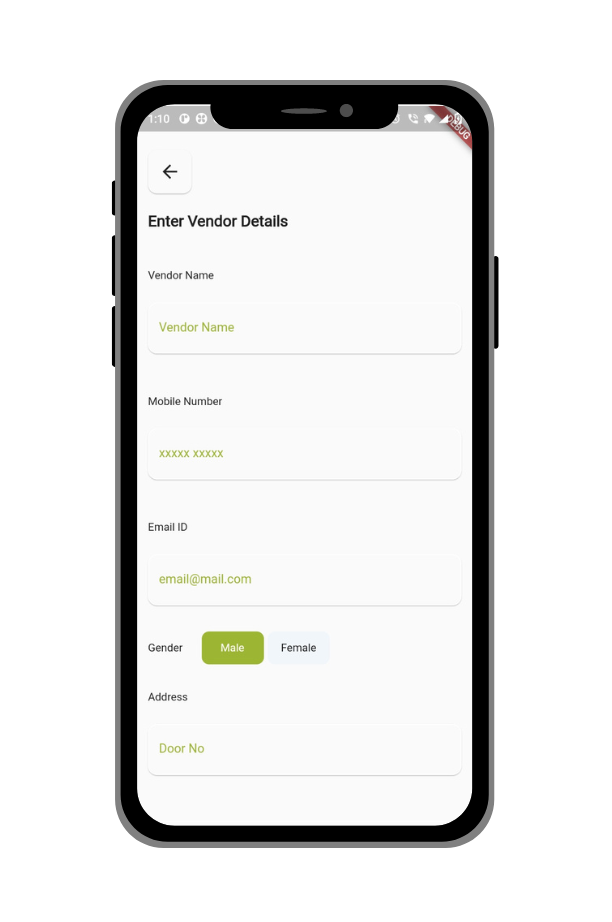 1:10
DEBUG
Enter Vendor Details
Vendor Name
Vendor Name
Mobile Number
xxxxx xxxxx
Email ID
email@mail.com
Gender Male Female
Address
Door No